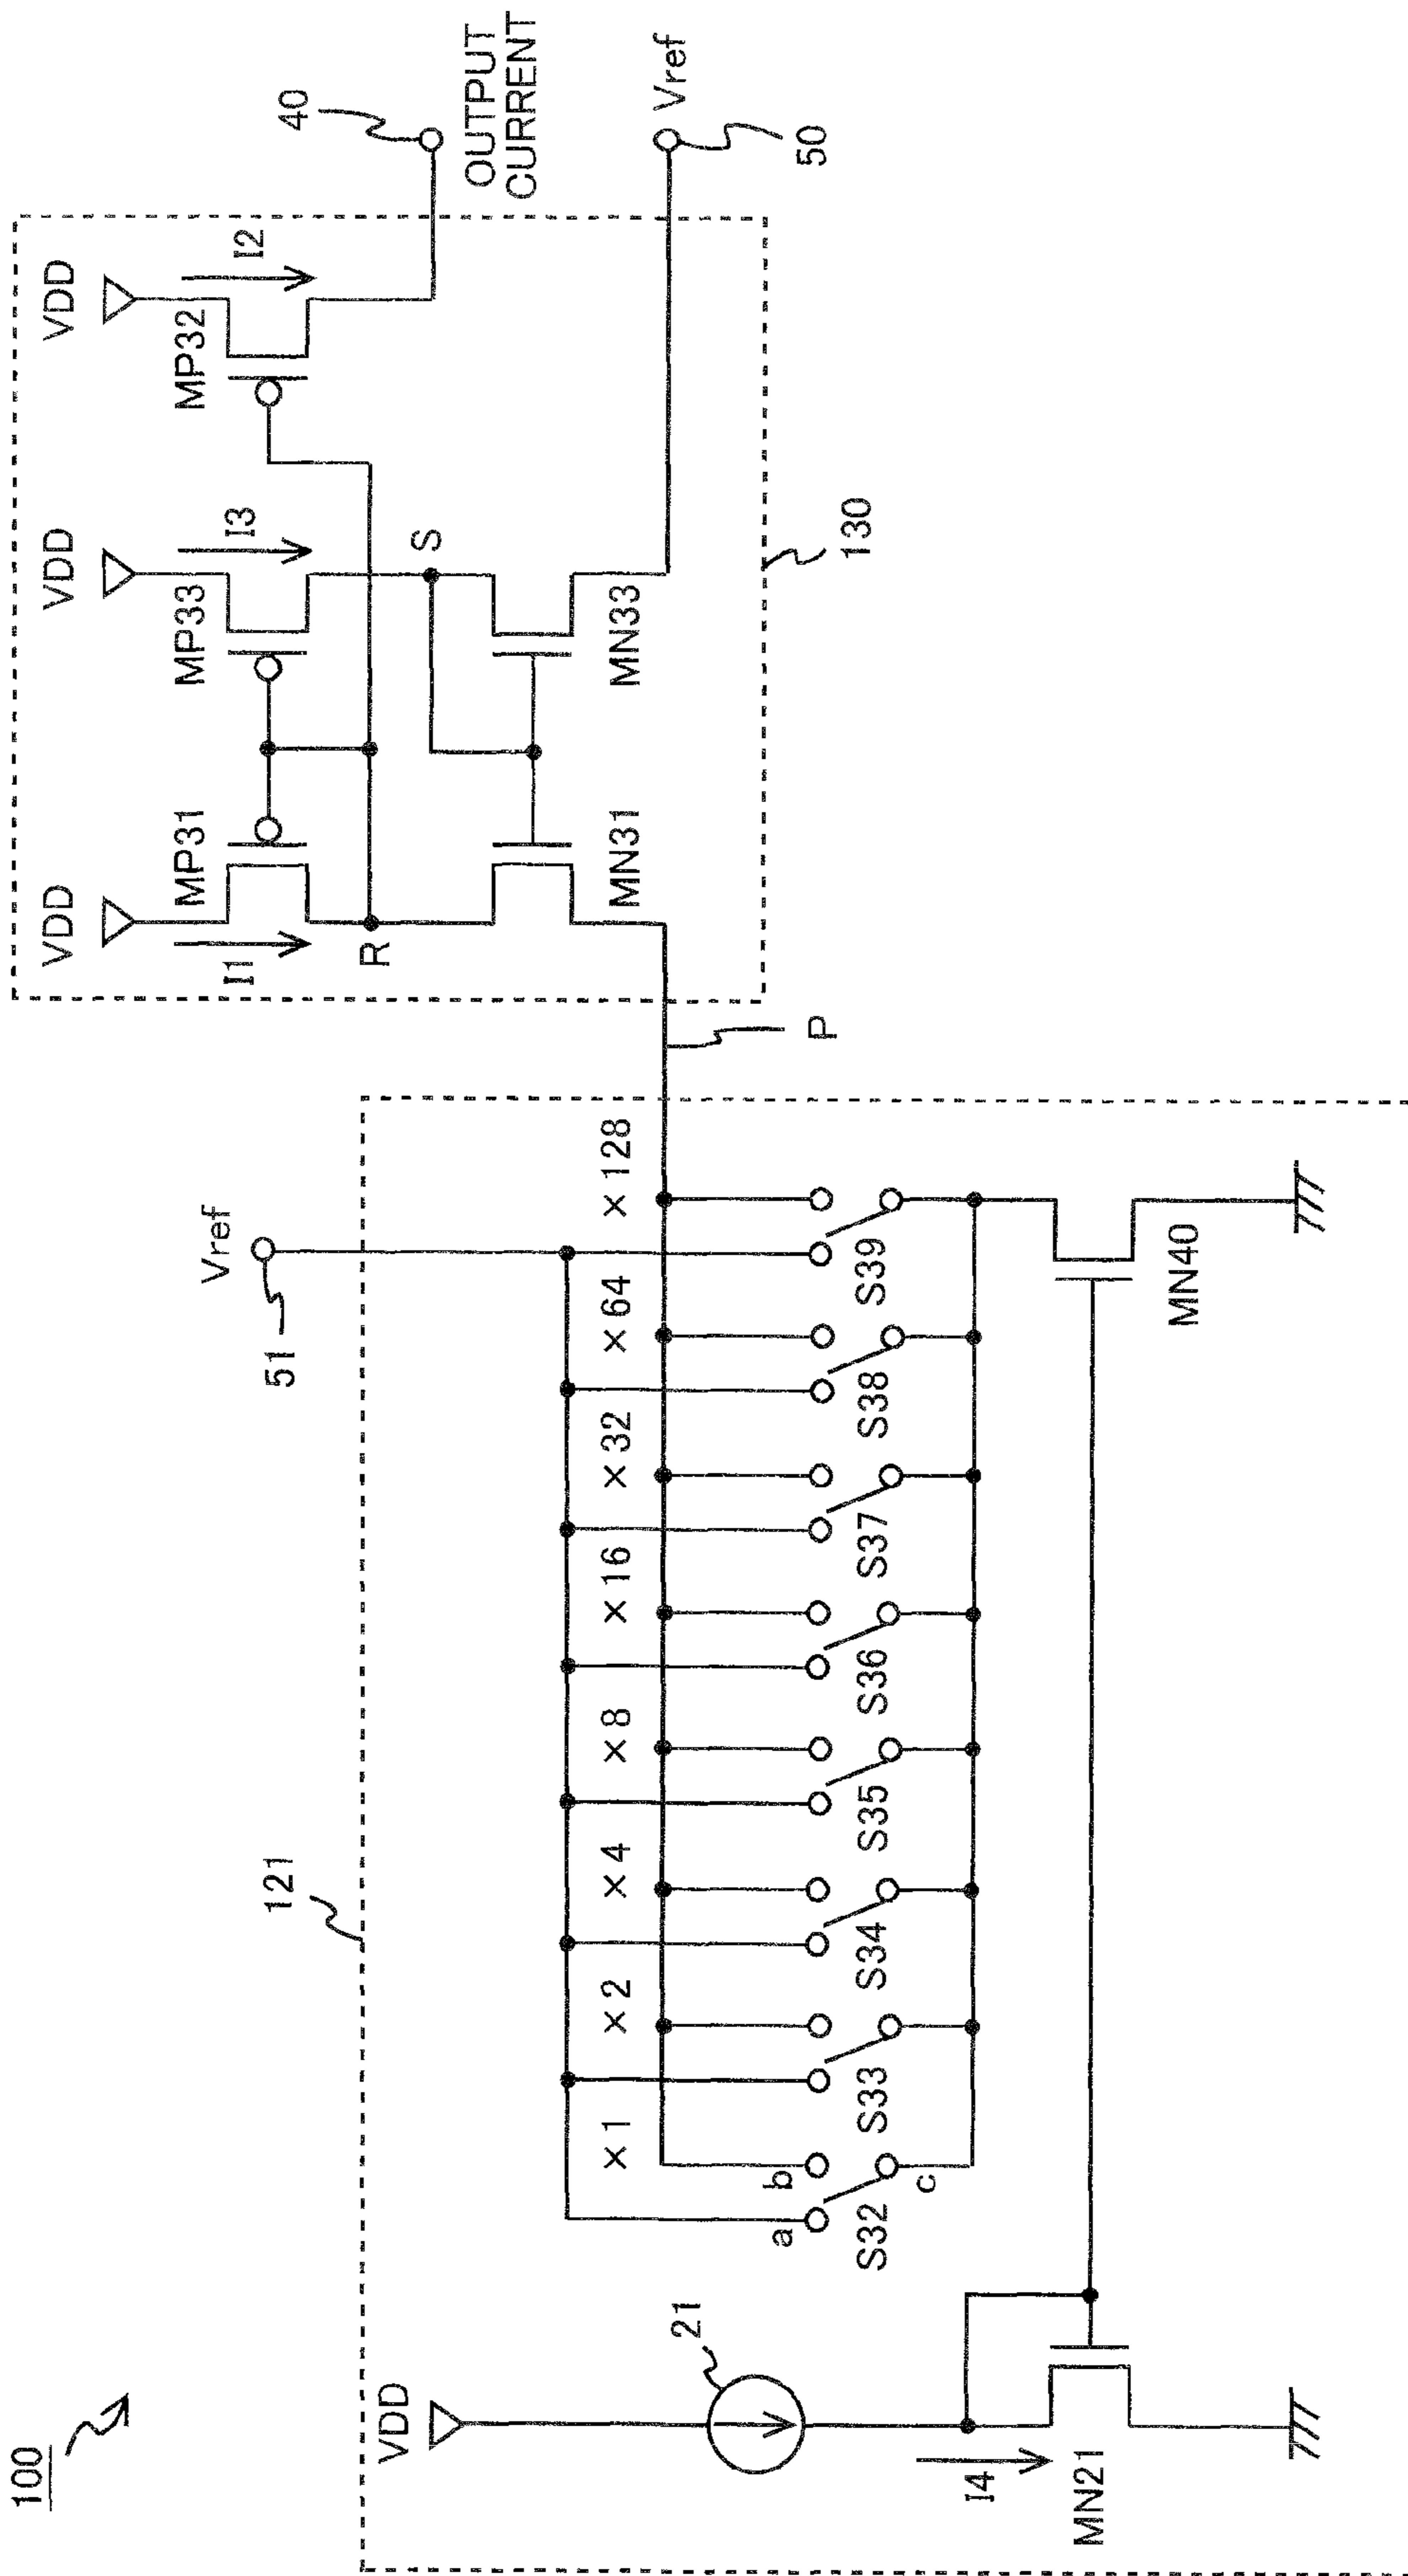 100
121
VDD
21
I4
MN21
Vref
51
×1
×2
×4
×8
×16
×32
×64
×128
a
b
c
S32
S33
S34
S35
S36
S37
S38
S39
MN40
P
130
VDD
VDD
VDD
MP31
MP33
MP32
I1
I3
I2
R
S
MN31
MN33
40
OUTPUT
CURRENT
Vref
50